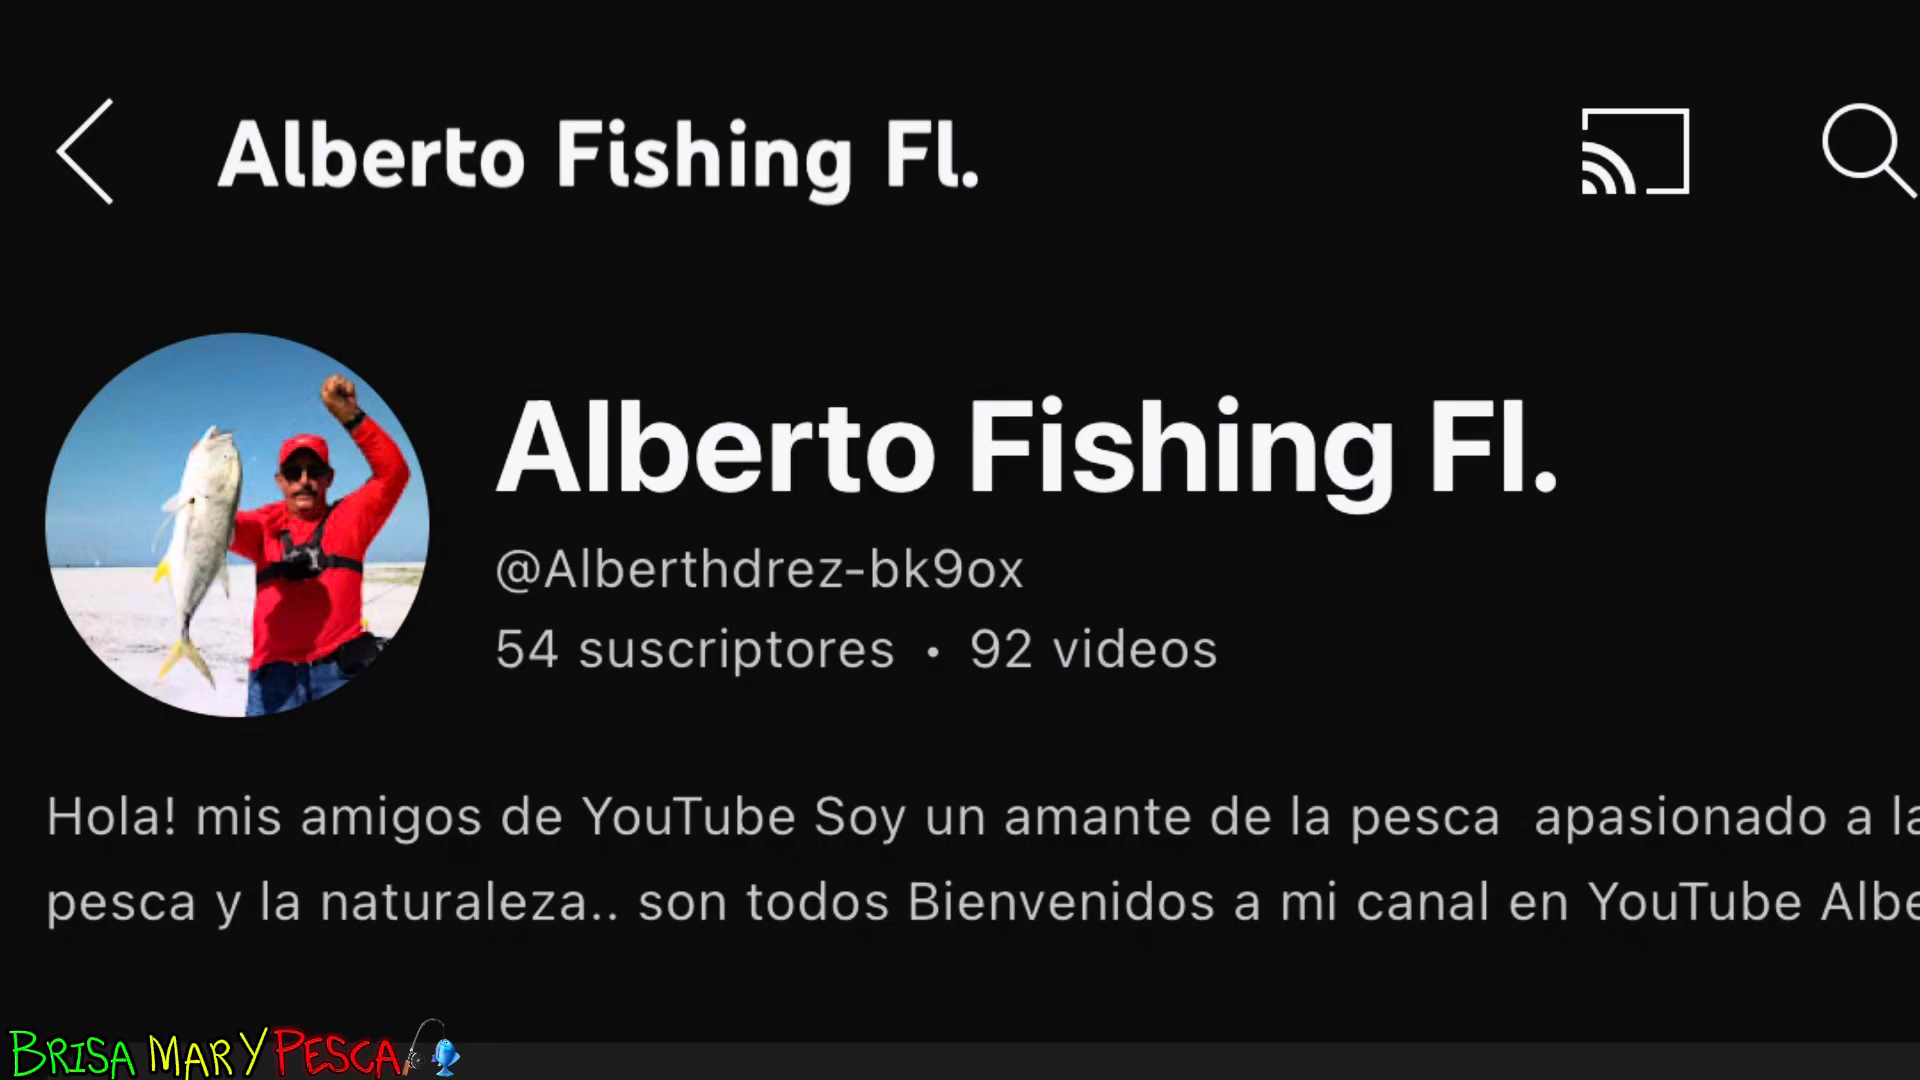 Alberto Fishing Fl.
Alberto Fishing Fl.
@Alberthdrez-bk9ox
54 suscriptores • 92 videos
Hola! mis amigos de YouTube Soy un amante de la pesca  apasionado a la
pesca y la naturaleza.. son todos Bienvenidos a mi canal en YouTube Albe
BRISA MAR Y PESCA